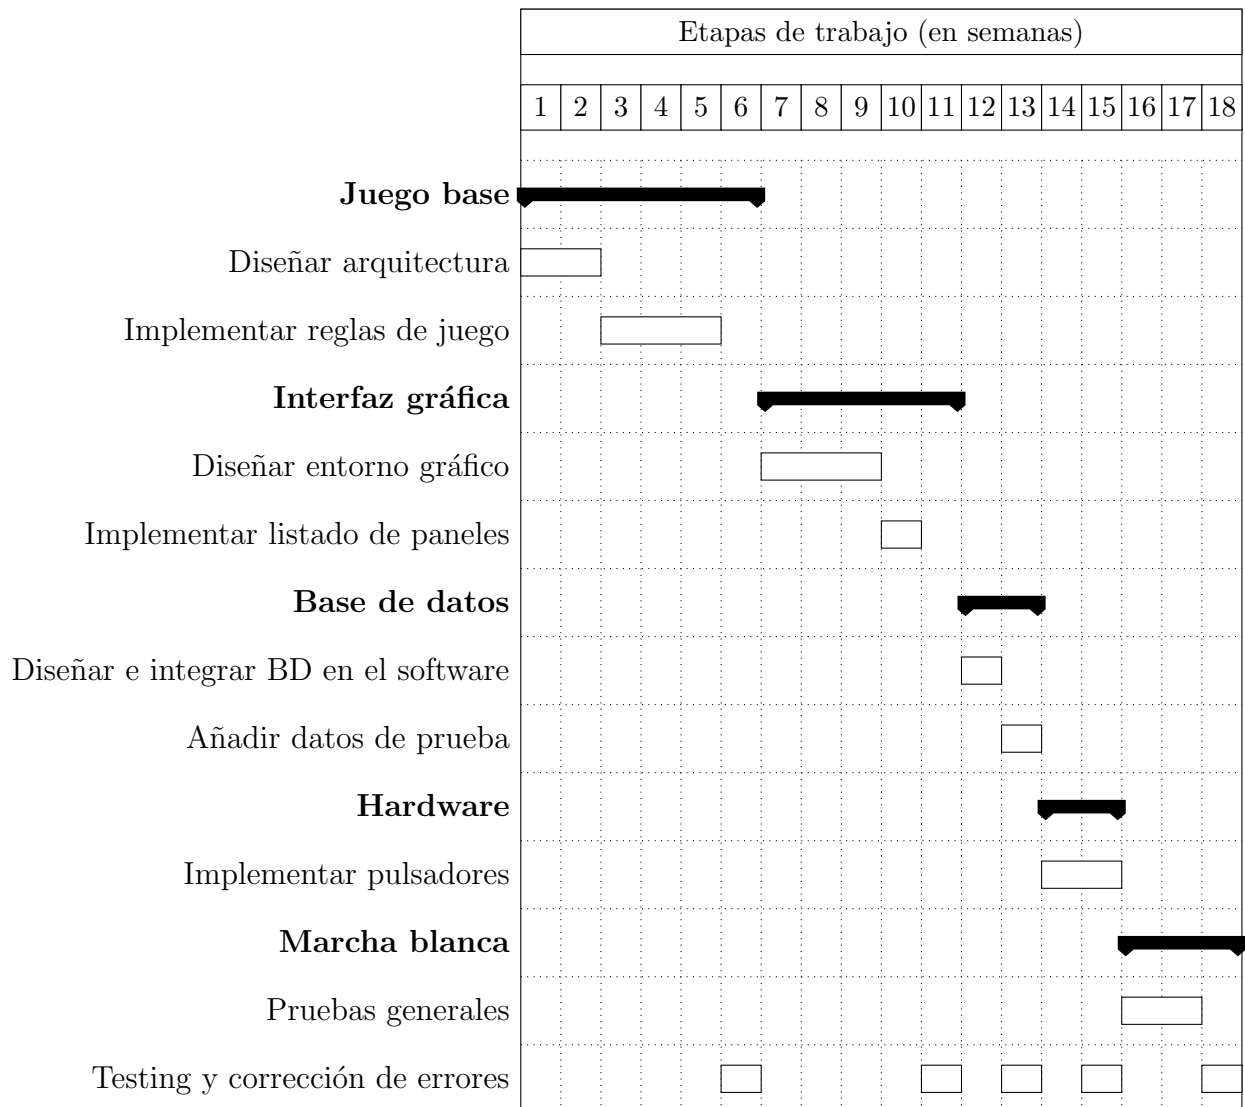 Etapas de trabajo (en semanas)
1 2 3 4 5 6 7 8 9 10 11 12 13 14 15 16 17 18
Juego base
Diseñar arquitectura
Implementar reglas de juego
Interfaz gráfica
Diseñar entorno gráfico
Implementar listado de paneles
Base de datos
Diseñar e integrar BD en el software
Añadir datos de prueba
Hardware
Implementar pulsadores
Marcha blanca
Pruebas generales
Testing y corrección de errores